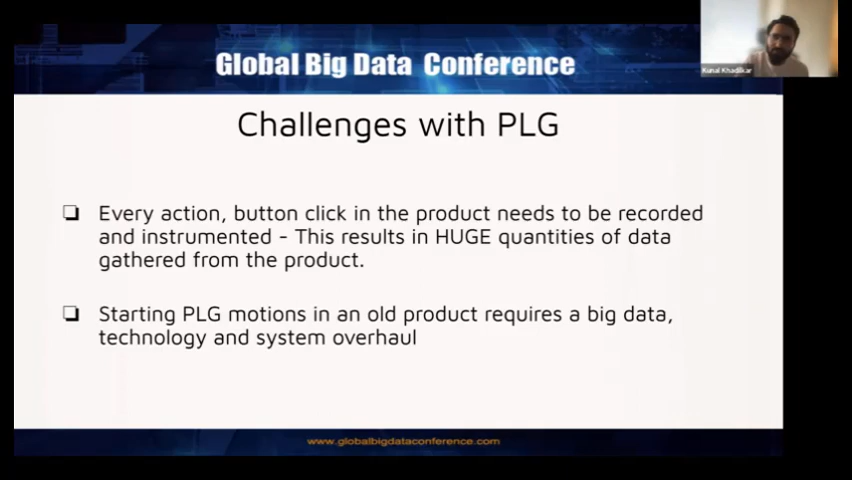 Global Big Data Conference
Kunal Khadilkar
Challenges with PLG
❏ Every action, button click in the product needs to be recorded
and instrumented - This results in HUGE quantities of data
gathered from the product.
❏ Starting PLG motions in an old product requires a big data,
technology and system overhaul
www.globalbigdataconference.com